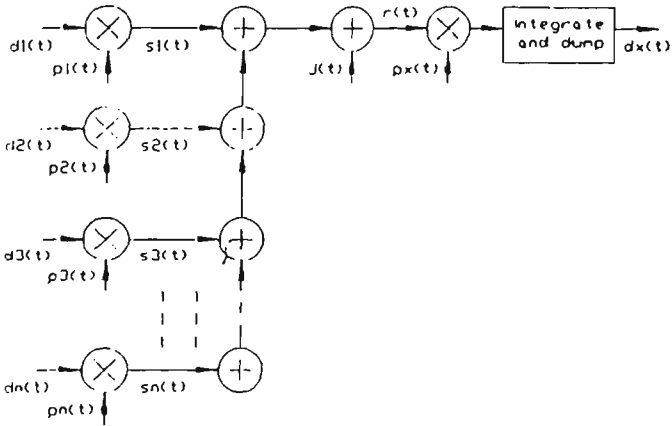 r(t)
d1(t) s1(t) Integrate and dump dx(t)
p1(t) J(t) px(t)
d2(t) s2(t)
p2(t)
d3(t) s3(t)
p3(t)
dn(t) sn(t)
pn(t)